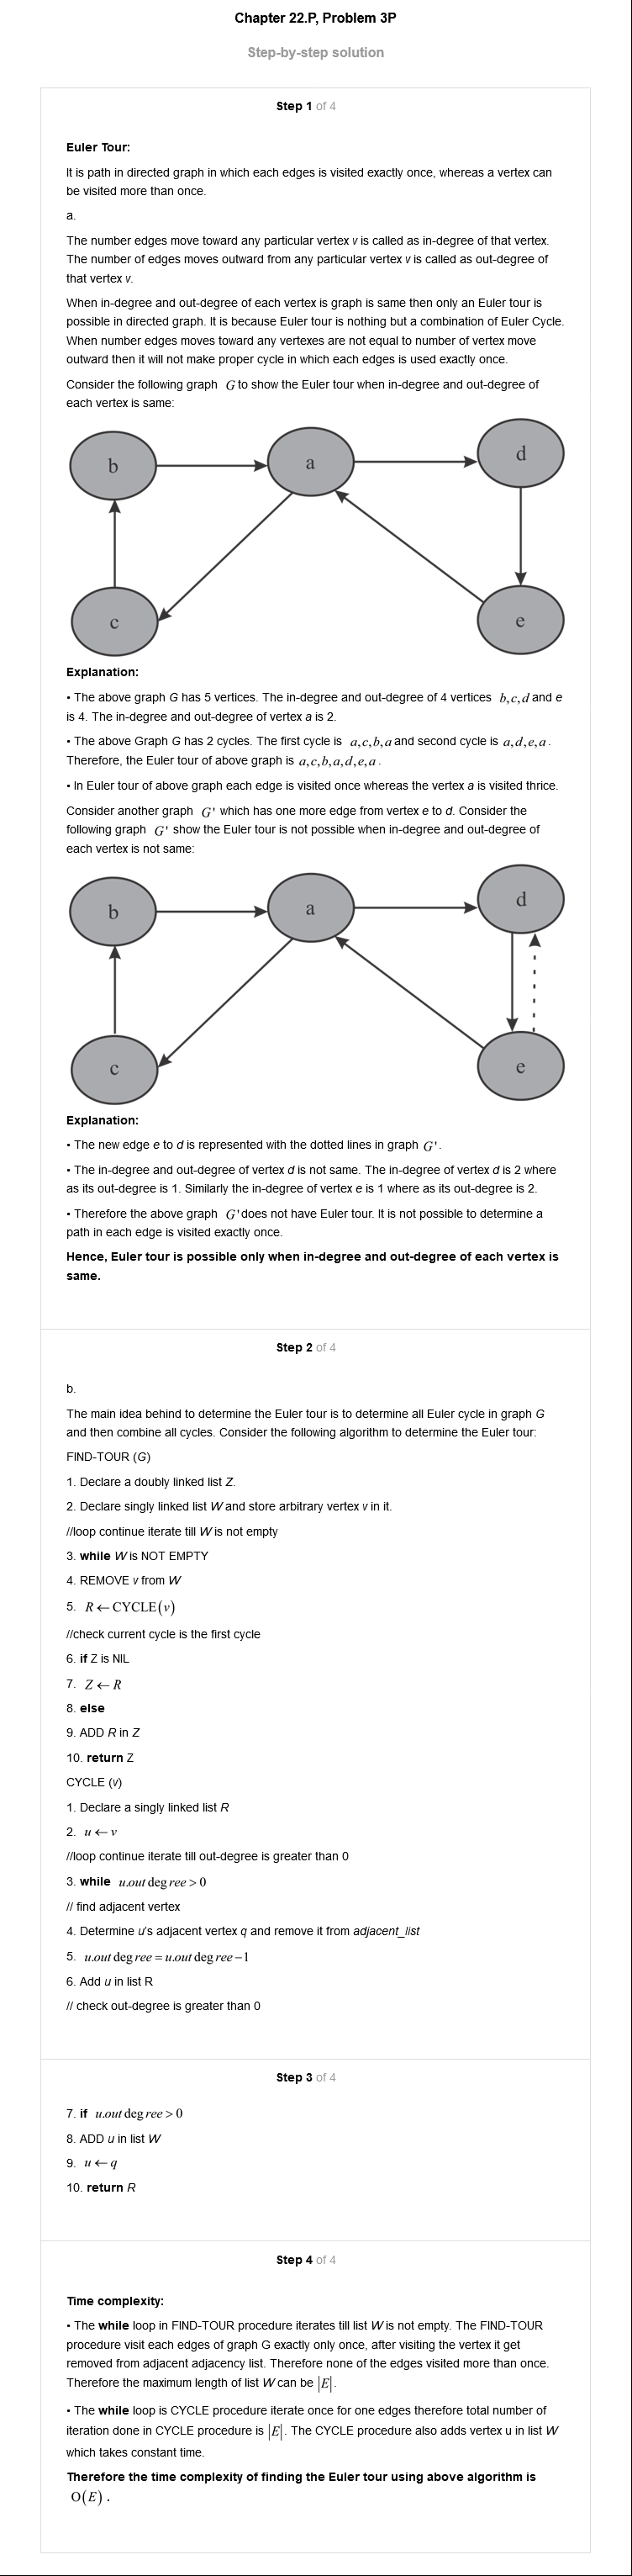 Chapter 22.P, Problem 3P
Step-by-step solution
Step 1 of 4
Euler Tour:
It is path in directed graph in which each edges is visited exactly once, whereas a vertex can
be visited more than once.
a.
The number edges move toward any particular vertex v is called as in-degree of that vertex.
The number of edges moves outward from any particular vertex v is called as out-degree of
that vertex v.
When in-degree and out-degree of each vertex is graph is same then only an Euler tour is
possible in directed graph. It is because Euler tour is nothing but a combination of Euler Cycle.
When number edges moves toward any vertexes are not equal to number of vertex move
outward then it will not make proper cycle in which each edges is used exactly once.
Consider the following graph G to show the Euler tour when in-degree and out-degree of
each vertex is same:
b a d
c e
Explanation:
• The above graph G has 5 vertices. The in-degree and out-degree of 4 vertices b,c,d and e
is 4. The in-degree and out-degree of vertex a is 2.
• The above Graph G has 2 cycles. The first cycle is a,c,b,a and second cycle is a,d,e,a.
Therefore, the Euler tour of above graph is a,c,b,a,d,e,a.
• In Euler tour of above graph each edge is visited once whereas the vertex a is visited thrice.
Consider another graph G' which has one more edge from vertex e to d. Consider the
following graph G' show the Euler tour is not possible when in-degree and out-degree of
each vertex is not same:
b a d
c e
Explanation:
• The new edge e to d is represented with the dotted lines in graph G'.
• The in-degree and out-degree of vertex d is not same. The in-degree of vertex d is 2 where
as its out-degree is 1. Similarly the in-degree of vertex e is 1 where as its out-degree is 2.
• Therefore the above graph G' does not have Euler tour. It is not possible to determine a
path in each edge is visited exactly once.
Hence, Euler tour is possible only when in-degree and out-degree of each vertex is
same.
Step 2 of 4
b.
The main idea behind to determine the Euler tour is to determine all Euler cycle in graph G
and then combine all cycles. Consider the following algorithm to determine the Euler tour:
FIND-TOUR (G)
1. Declare a doubly linked list Z.
2. Declare singly linked list W and store arbitrary vertex v in it.
//loop continue iterate till W is not empty
3. while W is NOT EMPTY
4. REMOVE v from W
5. R ← CYCLE(v)
//check current cycle is the first cycle
6. if Z is NIL
7. Z ← R
8. else
9. ADD R in Z
10. return Z
CYCLE (v)
1. Declare a singly linked list R
2. u ← v
//loop continue iterate till out-degree is greater than 0
3. while u.out deg ree > 0
// find adjacent vertex
4. Determine u's adjacent vertex q and remove it from adjacent_list
5. u.out deg ree = u.out deg ree − 1
6. Add u in list R
// check out-degree is greater than 0
Step 3 of 4
7. if u.out deg ree > 0
8. ADD u in list W
9. u ← q
10. return R
Step 4 of 4
Time complexity:
• The while loop in FIND-TOUR procedure iterates till list W is not empty. The FIND-TOUR
procedure visit each edges of graph G exactly only once, after visiting the vertex it get
removed from adjacent adjacency list. Therefore none of the edges visited more than once.
Therefore the maximum length of list W can be |E|.
• The while loop is CYCLE procedure iterate once for one edges therefore total number of
iteration done in CYCLE procedure is |E|. The CYCLE procedure also adds vertex u in list W
which takes constant time.
Therefore the time complexity of finding the Euler tour using above algorithm is
O(E).